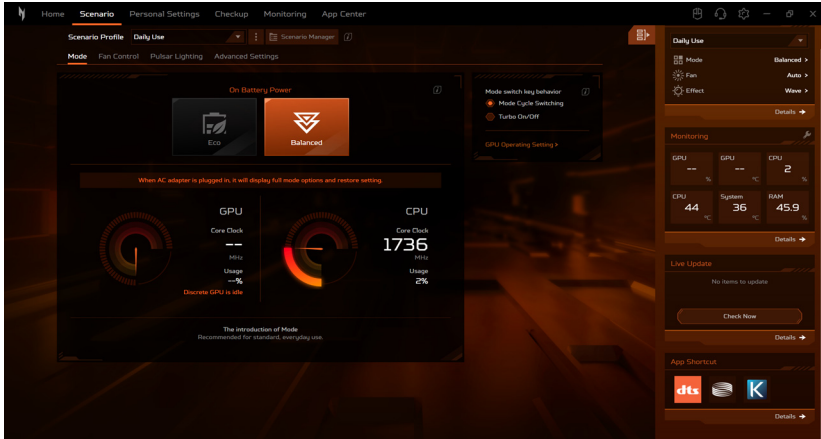 Home Scenario Personal Settings Checkup Monitoring App Center
Scenario Profile Daily Use Scenario Manager
Mode Fan Control Pulsar Lighting Advanced Settings
On Battery Power
Eco
Balanced
When AC adapter is plugged in, it will display full mode options and restore setting.
GPU
Core Clock
--
MHz
Usage
--%
Discrete GPU is idle
CPU
Core Clock
1736
MHz
Usage
2%
The introduction of Mode
Recommended for standard, everyday use.
Mode switch key behavior
Mode Cycle Switching
Turbo On/Off
GPU Operating Setting >
Daily Use
Mode Balanced >
Fan Auto >
Effect Wave >
Details →
Monitoring
GPU GPU CPU
-- -- 2
% °C %
CPU System RAM
44 36 45.9
°C °C %
Details →
Live Update
No items to update
Check Now
Details →
App Shortcut
dts K
Details →